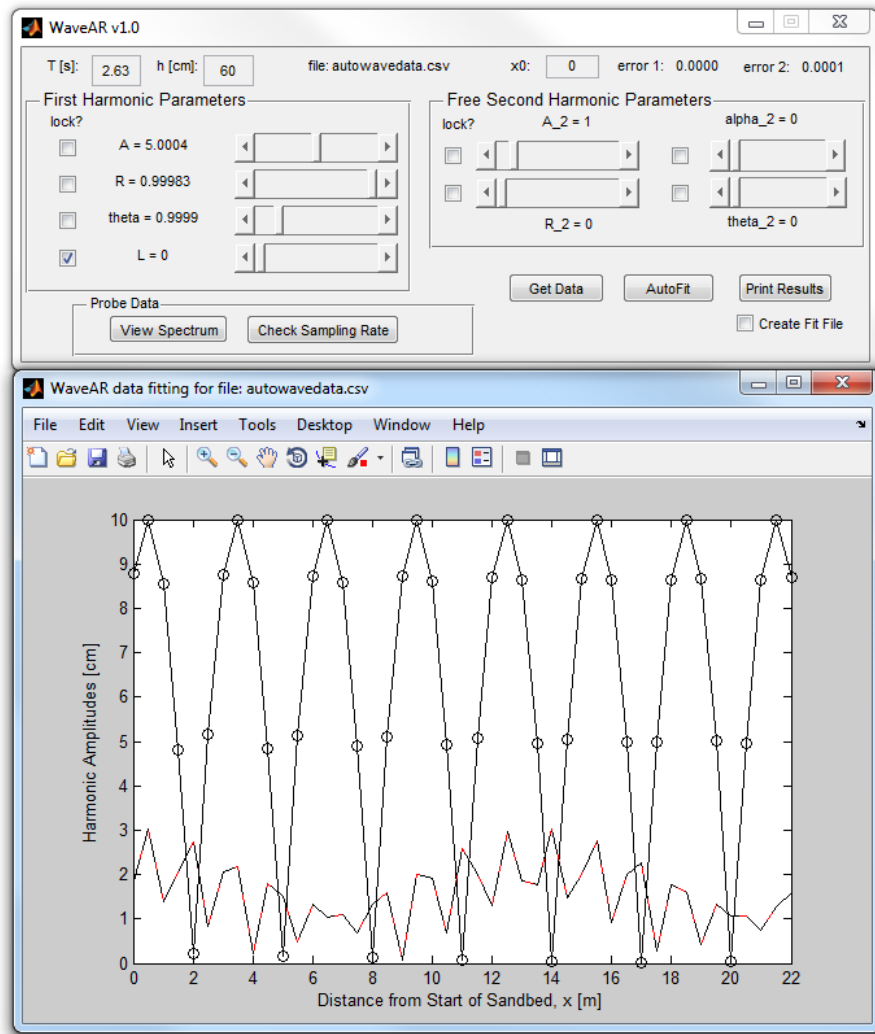 WaveAR v1.0
T [s]: 2.63 h [cm]: 60 file: autowavedata.csv x0: 0 error 1: 0.0000 error 2: 0.0001
First Harmonic Parameters
lock?
A = 5.0004
R = 0.99983
theta = 0.9999
L = 0
Free Second Harmonic Parameters
lock? A_2 = 1 alpha_2 = 0
R_2 = 0 theta_2 = 0
Get Data AutoFit Print Results
Create Fit File
Probe Data
View Spectrum Check Sampling Rate
WaveAR data fitting for file: autowavedata.csv
File Edit View Insert Tools Desktop Window Help
Harmonic Amplitudes [cm]
10
9
8
7
6
5
4
3
2
1
0
0 2 4 6 8 10 12 14 16 18 20 22
Distance from Start of Sandbed, x [m]